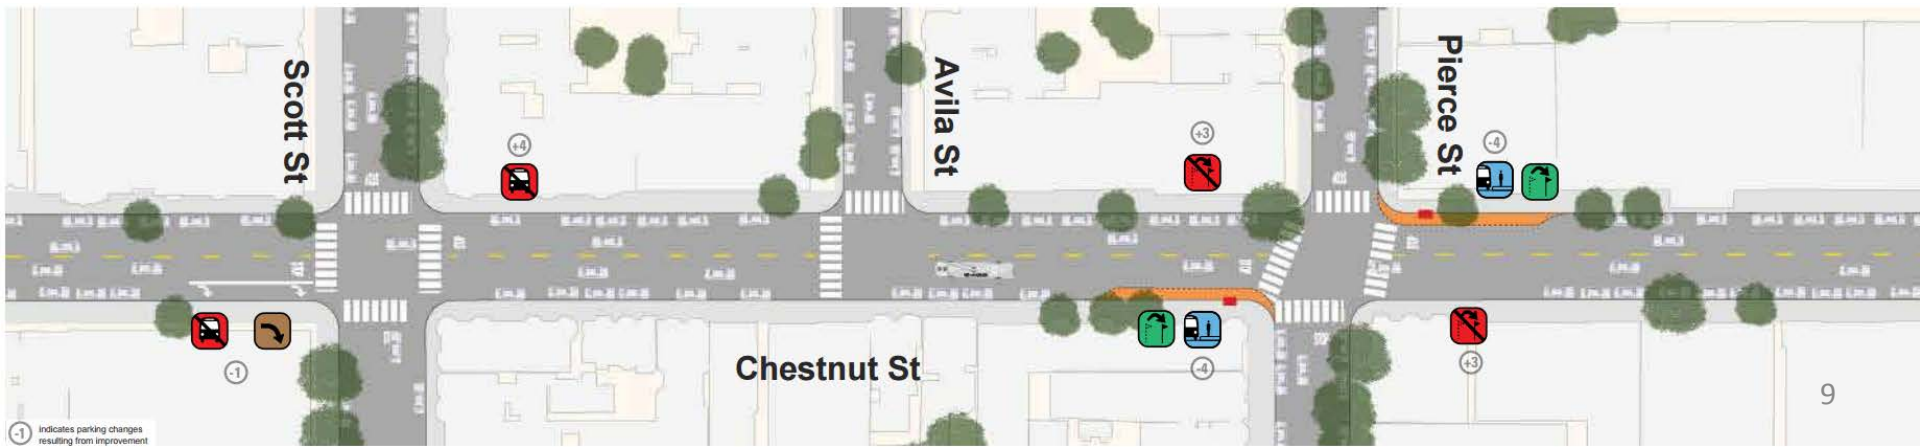 Scott St
Avila St
Pierce St
+4
+3
-4
Chestnut St
-1
-4
+3
9
-1 indicates parking changes
resulting from improvement